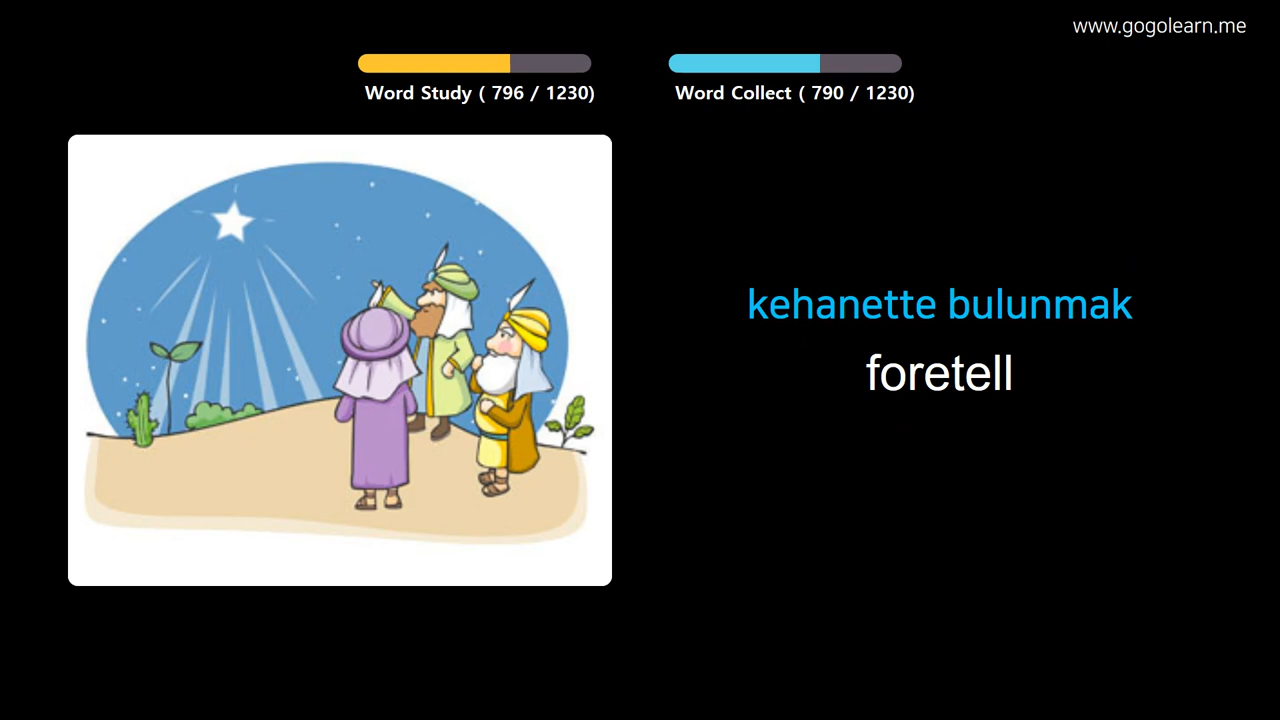 www.gogolearn.me
Word Study ( 796 / 1230)
Word Collect ( 790 / 1230)
kehanette bulunmak
foretell